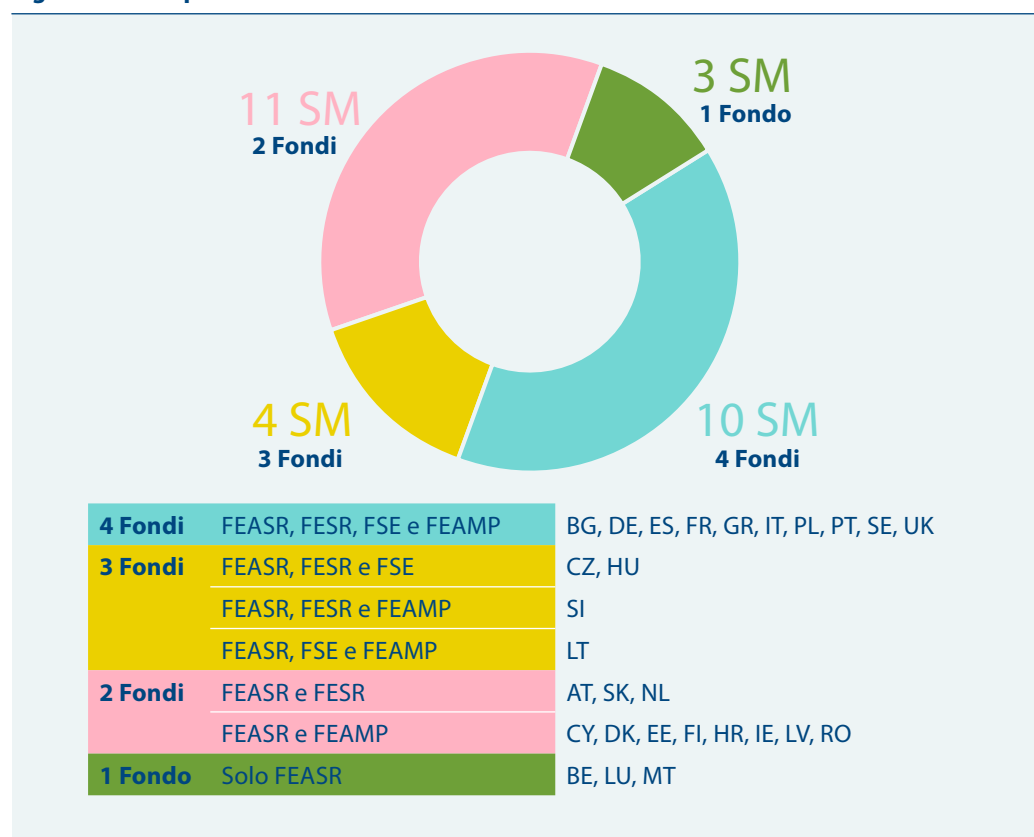 3 SM
1 Fondo
11 SM
2 Fondi
4 SM
3 Fondi
10 SM
4 Fondi
4 Fondi FEASR, FESR, FSE e FEAMP BG, DE, ES, FR, GR, IT, PL, PT, SE, UK
3 Fondi FEASR, FESR e FSE CZ, HU
FEASR, FESR e FEAMP SI
FEASR, FSE e FEAMP LT
2 Fondi FEASR e FESR AT, SK, NL
FEASR e FEAMP CY, DK, EE, FI, HR, IE, LV, RO
1 Fondo Solo FEASR BE, LU, MT